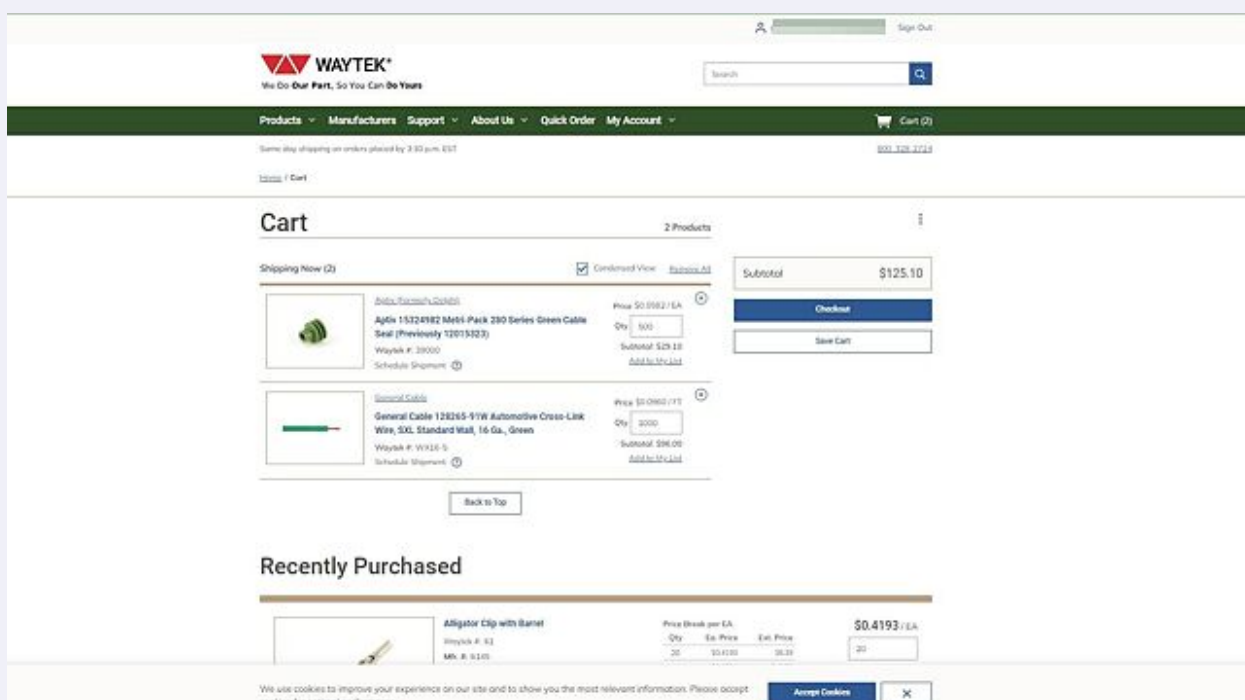 Sign Out
WAYTEK®
We Do Our Part, So You Can Do Yours
Search
Products Manufacturers Support About Us Quick Order My Account Cart (2)
Same day shipping on orders placed by 3:30 p.m. EST
800.328.2724
Home / Cart
Cart
2 Products
Shipping Now (2)
Condensed View Remove All
Subtotal $125.10
Checkout
Save Cart
Aptiv (formerly Delphi)
Aptiv 15324982 Metri-Pack 280 Series Green Cable
Seal (Previously 12015323)
Schedule Shipment
Price $0.0582 / EA
Qty 500
Subtotal $29.10
Add to My List
General Cable
General Cable 128265-91W Automotive Cross-Link
Wire, SXL Standard Wall, 16 Ga., Green
Waytek #: WX16-5
Schedule Shipment
Price $0.0960 / FT
Qty 1000
Subtotal $96.00
Add to My List
Back to Top
Recently Purchased
Alligator Clip with Barrel
Price Break per EA
$0.4193 / EA
Qty Ea. Price Ext. Price
20
20
We use cookies to improve your experience on our site and to show you the most relevant information. Please accept
Accept Cookies